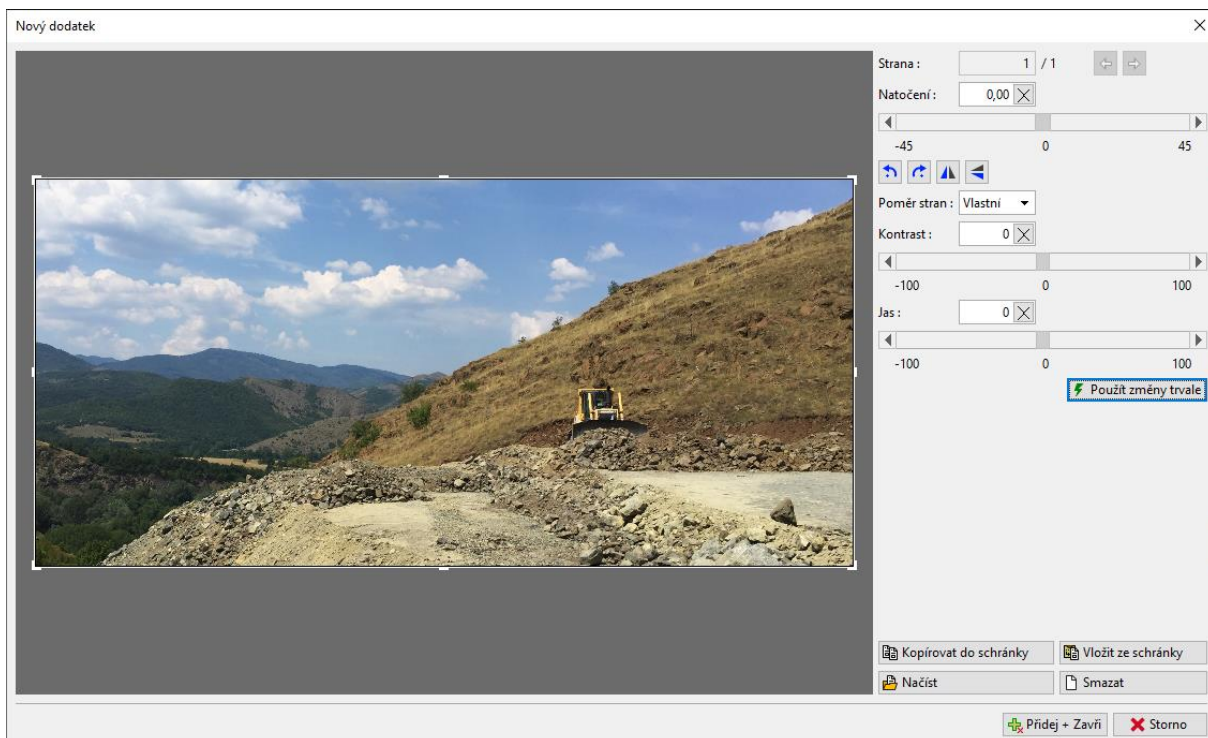 Nový dodatek
Strana : 1 / 1
Natočení : 0,00
-45 0 45
Poměr stran : Vlastní
Kontrast : 0
-100 0 100
Jas : 0
-100 0 100
Použít změny trvale
Kopírovat do schránky Vložit ze schránky
Načíst Smazat
Přidej + Zavři Storno